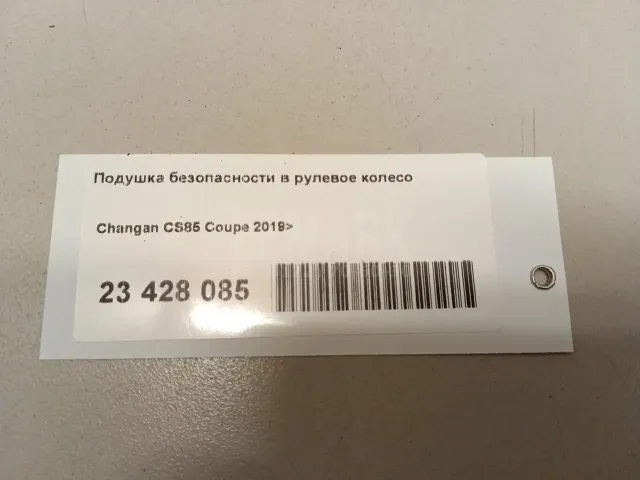 Подушка безопасности в рулевое колесо
Changan CS85 Coupe 2019>
23 428 085